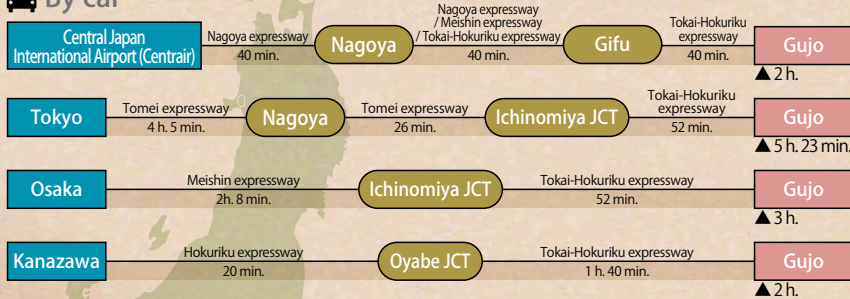 By Car
Central Japan
International Airport (Centrair)
Nagoya expressway
40 min.
Nagoya
Nagoya expressway
/ Meishin expressway
/ Tokai-Hokuriku expressway
40 min.
Gifu
Tokai-Hokuriku
expressway
40 min.
Gujo
▲2 h.
Tokyo
Tomei expressway
4 h. 5 min.
Nagoya
Tomei expressway
26 min.
Ichinomiya JCT
Tokai-Hokuriku
expressway
52 min.
Gujo
▲5 h. 23 min.
Osaka
Meishin expressway
2h. 8 min.
Ichinomiya JCT
Tokai-Hokuriku expressway
52 min.
Gujo
▲3 h.
Kanazawa
Hokuriku expressway
20 min.
Oyabe JCT
Tokai-Hokuriku expressway
1 h. 40 min.
Gujo
▲2 h.